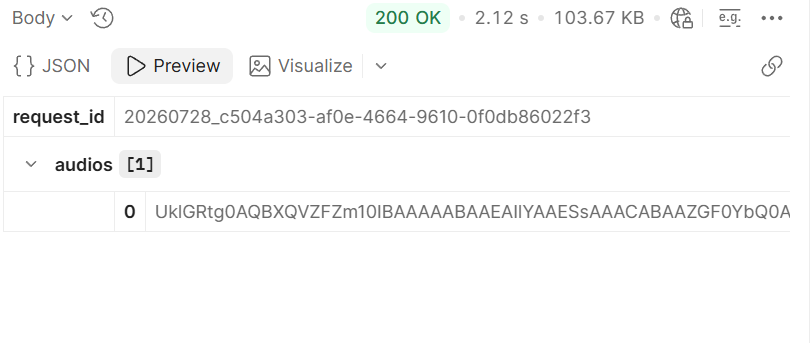 Body 200 OK 2.12 s 103.67 KB e.g.
{} JSON Preview Visualize
request_id 20260728_c504a303-af0e-4664-9610-0f0db86022f3
audios [1]
0 UklGRtg0AQBXQVZFZm10IBAAAAABAAEAIlYAAESsAAACABAAZGF0YbQ0A